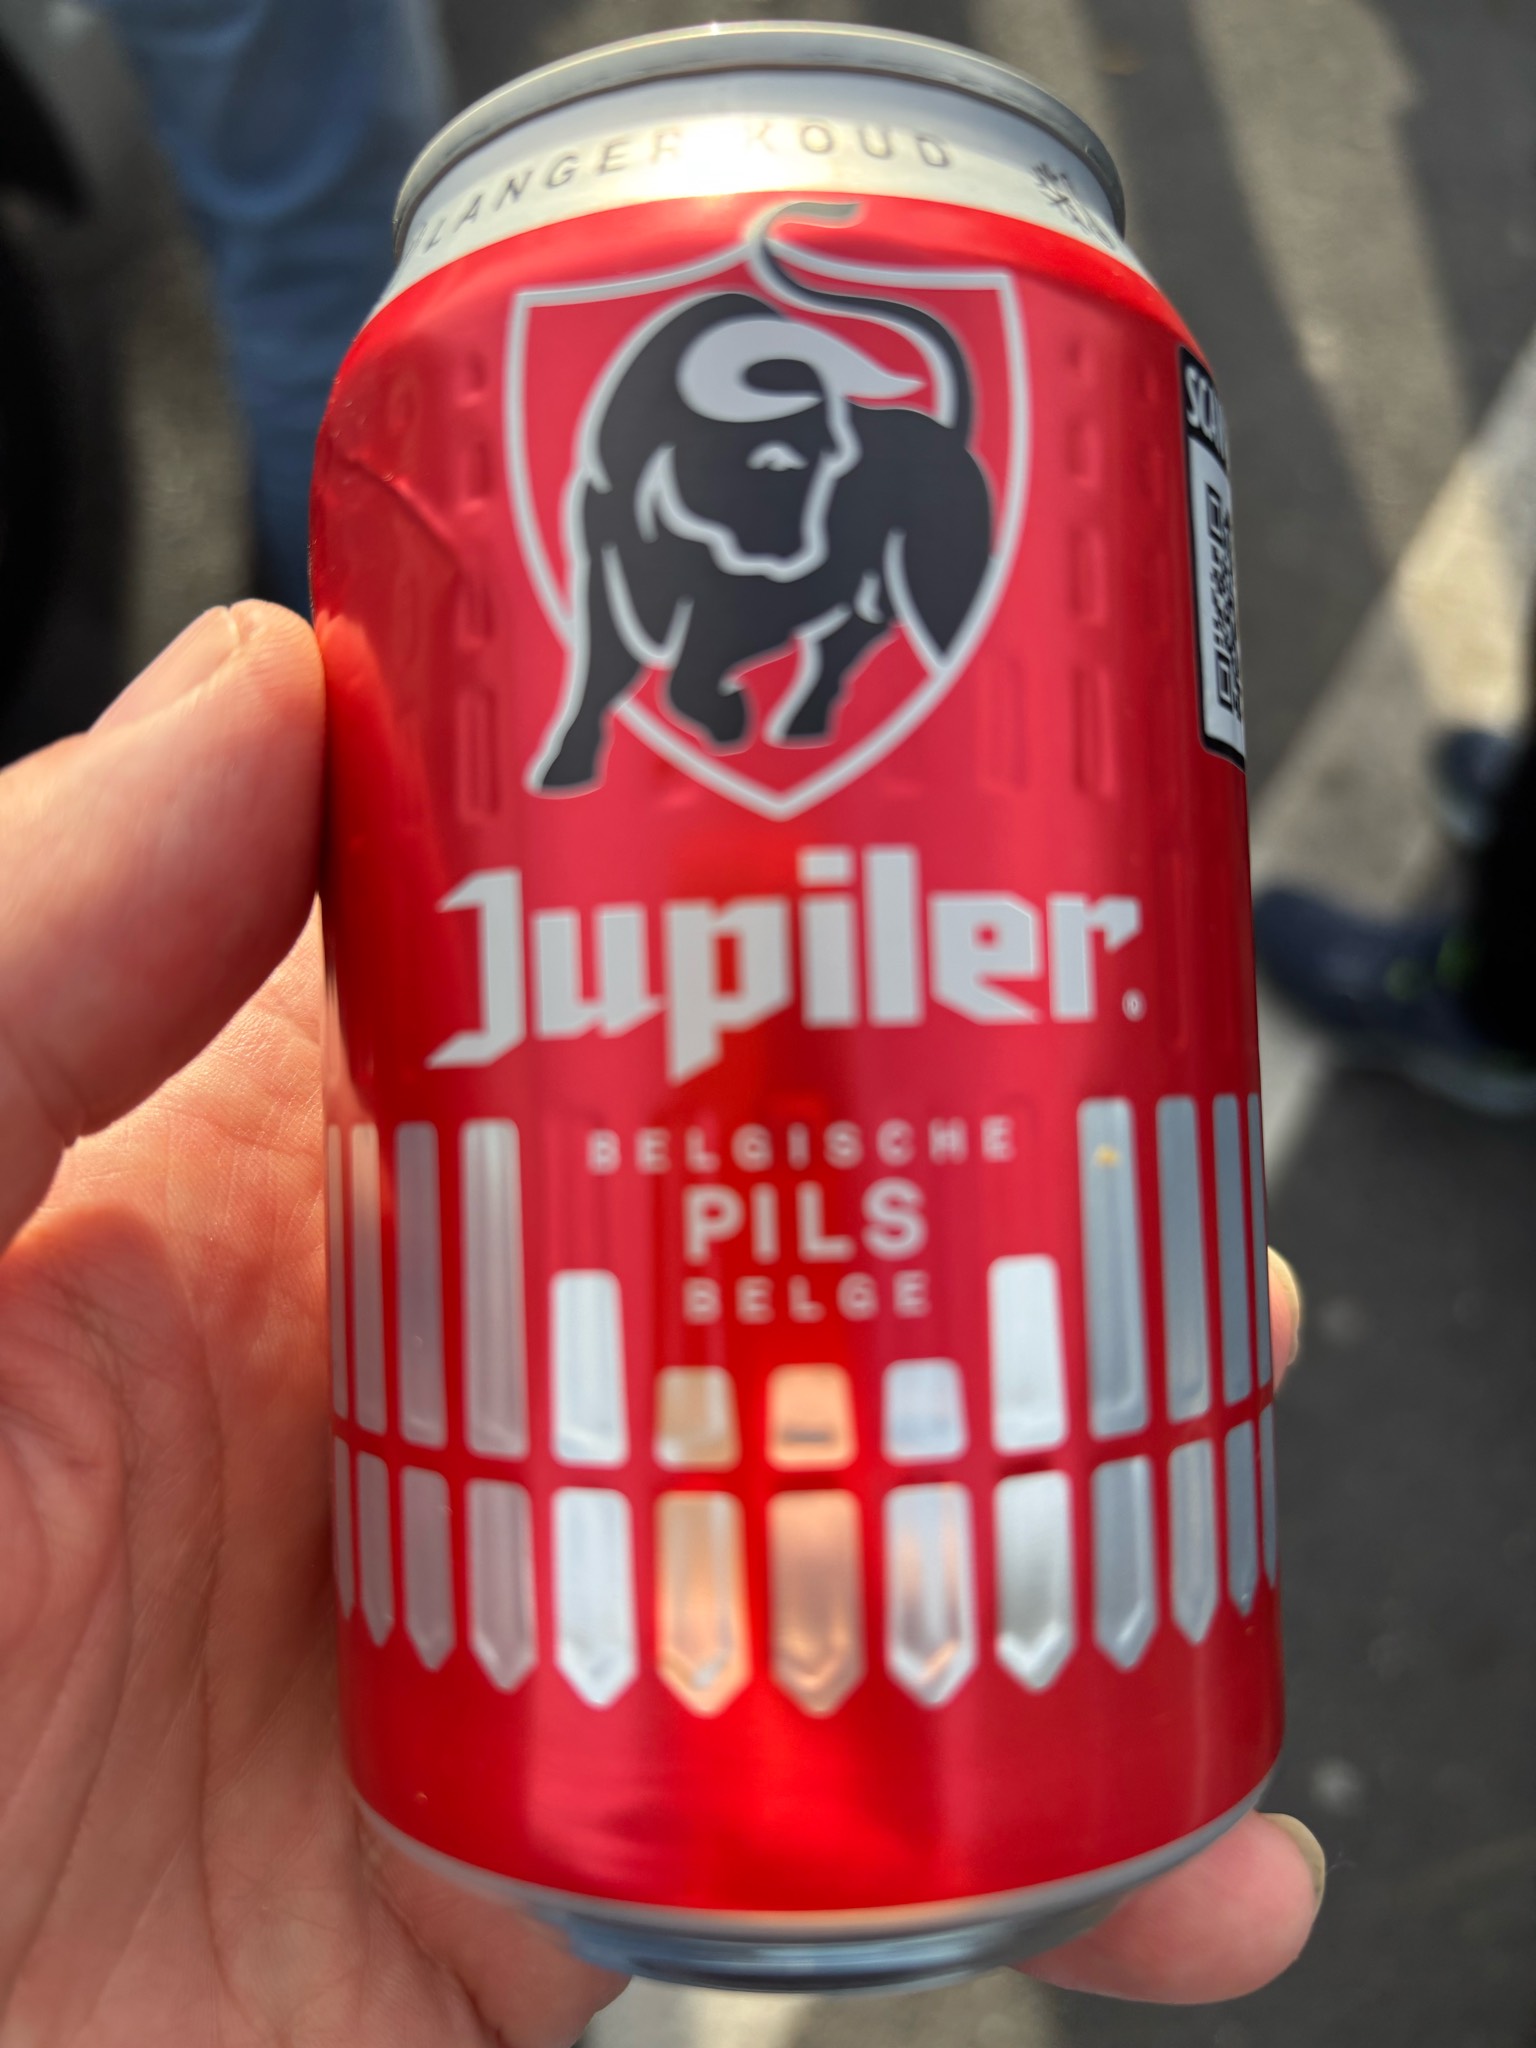 LANGER KOUD
Jupiler
BELGISCHE
PILS
BELGE